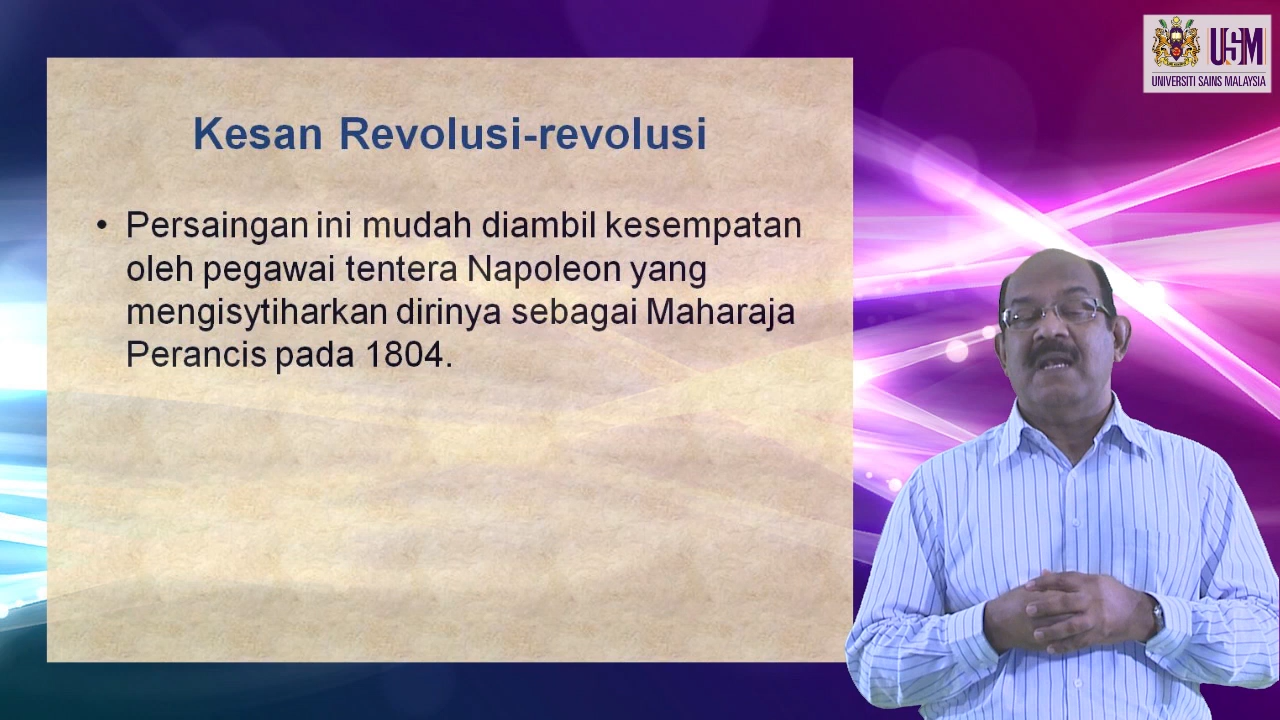 USM
UNIVERSITI SAINS MALAYSIA
Kesan Revolusi-revolusi
• Persaingan ini mudah diambil kesempatan
oleh pegawai tentera Napoleon yang
mengisytiharkan dirinya sebagai Maharaja
Perancis pada 1804.